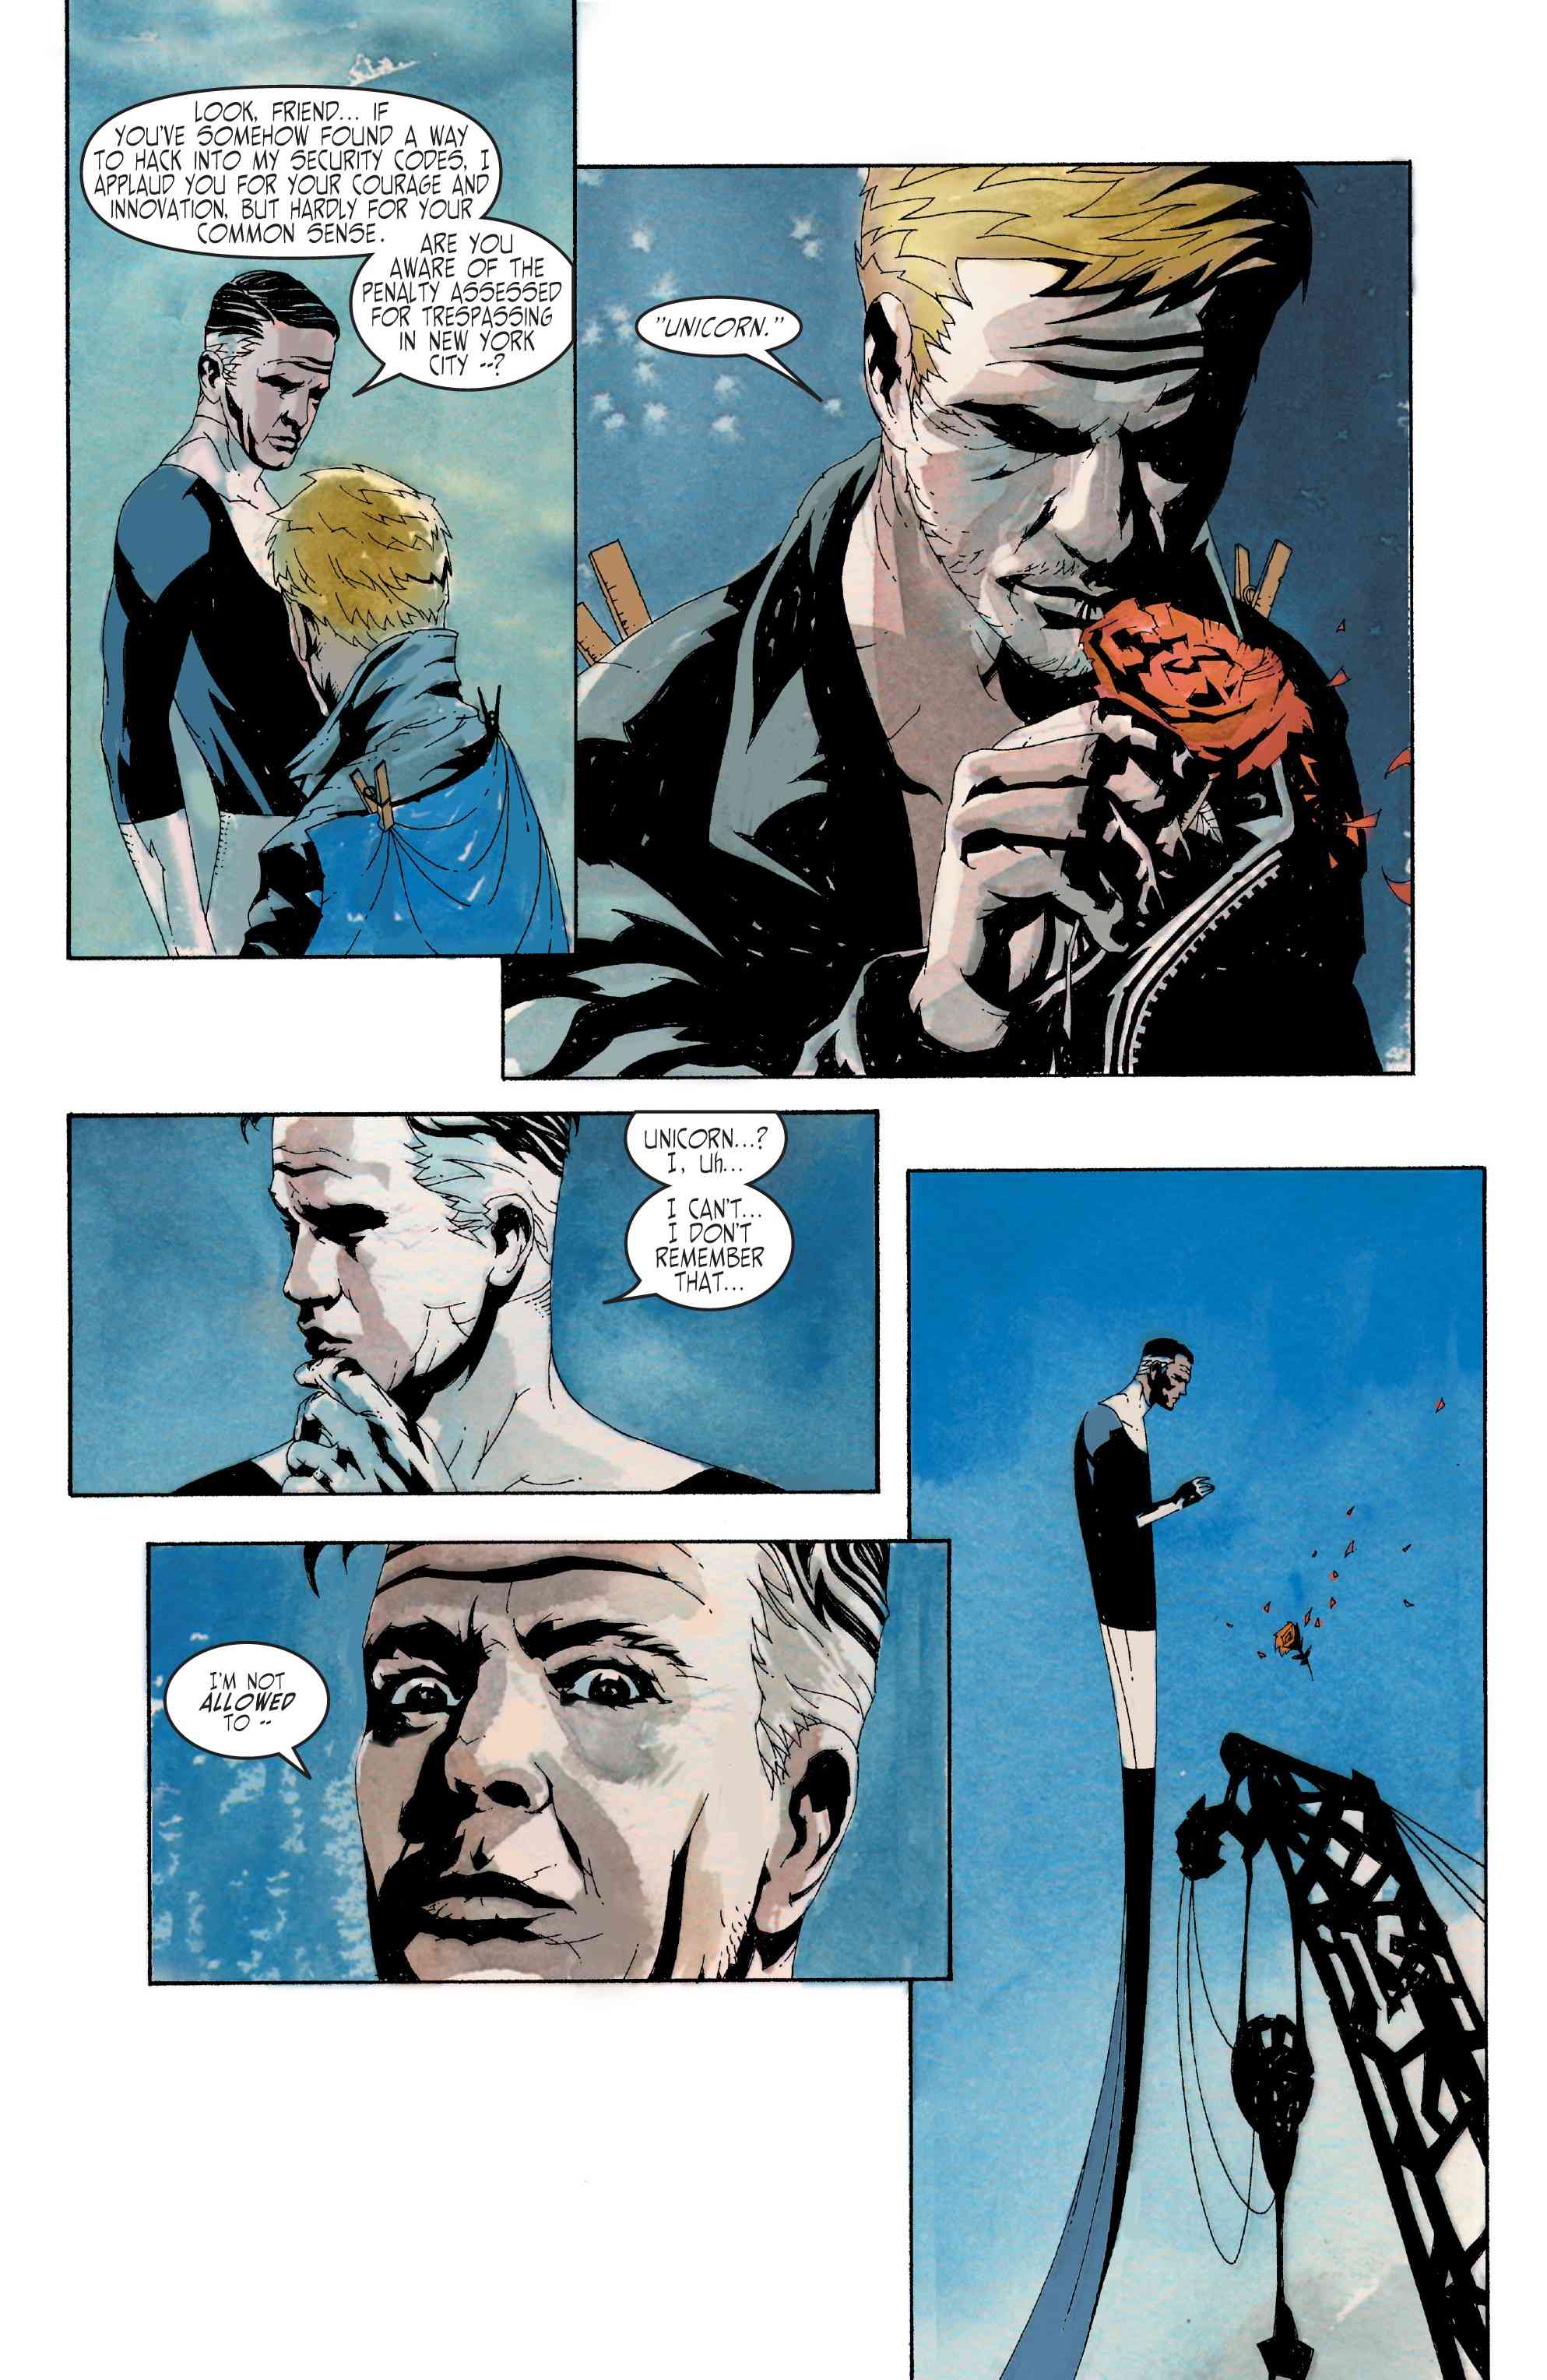 LOOK, FRIEND... IF
YOU'VE SOMEHOW FOUND A WAY
TO HACK INTO MY SECURITY CODES, I
APPLAUD YOU FOR YOUR COURAGE AND
INNOVATION, BUT HARDLY FOR YOUR
COMMON SENSE.
ARE YOU
AWARE OF THE
PENALTY ASSESSED
FOR TRESPASSING
IN NEW YORK
CITY --?
"UNICORN."
UNICORN...?
I, Uh...
I CAN'T...
I DON'T
REMEMBER
THAT...
I'M NOT
ALLOWED
TO --